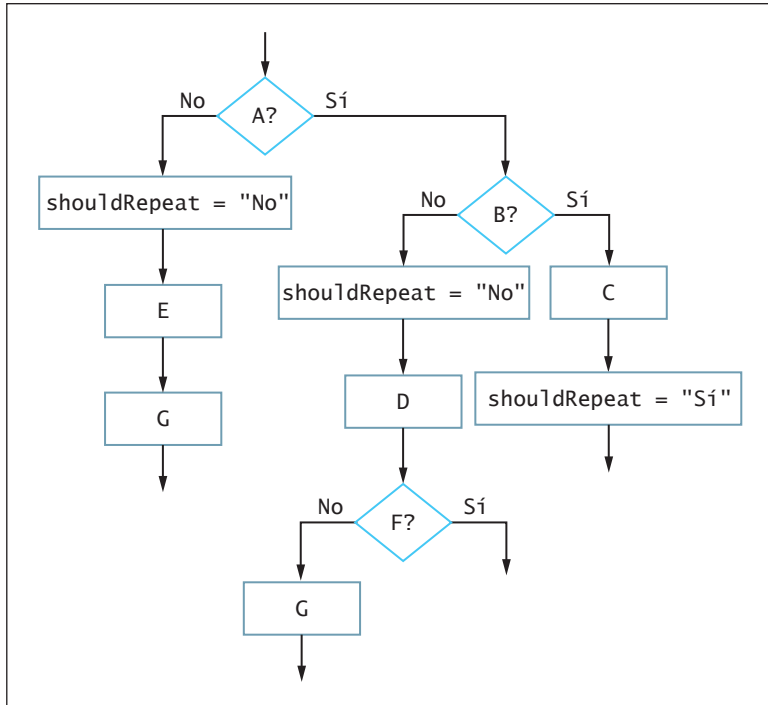 A?
No
Sí
shouldRepeat = "No"
B?
No
Sí
E
shouldRepeat = "No"
C
G
D
shouldRepeat = "Sí"
F?
No
Sí
G